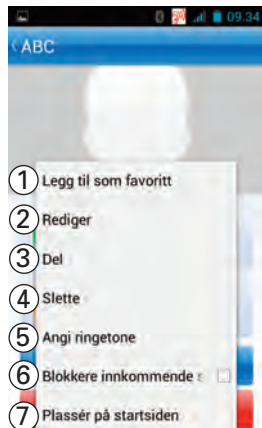 09.34
ABC
1 Legg til som favoritt
2 Rediger
3 Del
4 Slette
5 Angi ringetone
6 Blokkere innkommende
7 Plassér på startsiden